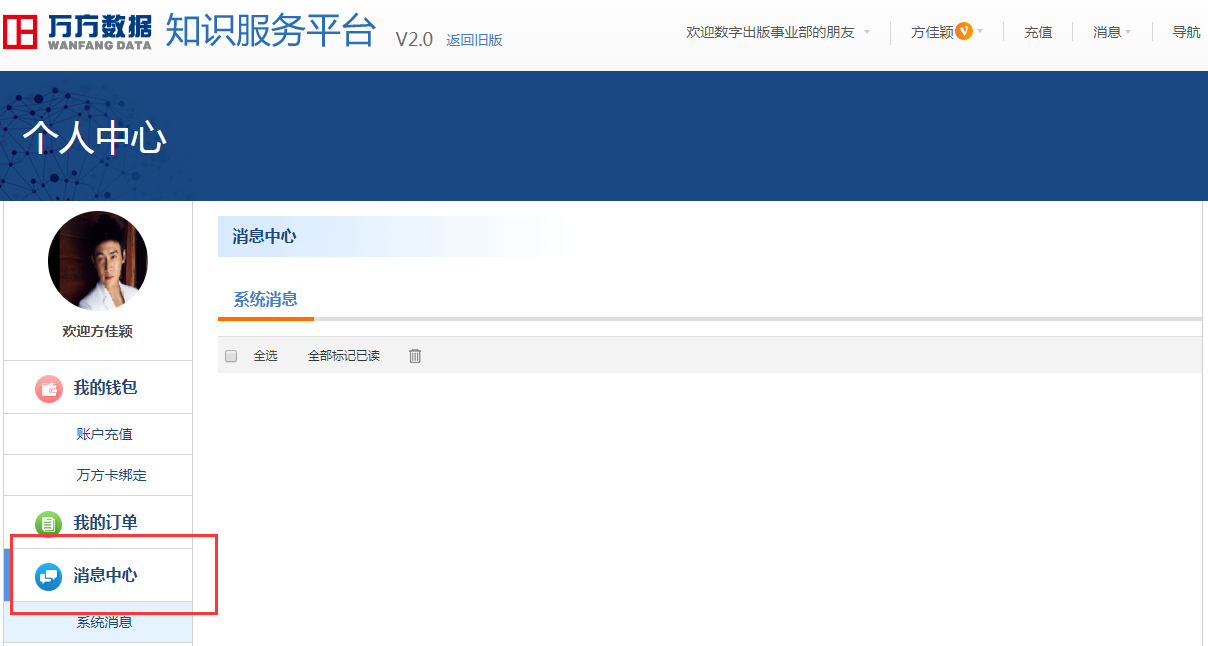 万方数据
WANFANG DATA
知识服务平台
V2.0 返回旧版
欢迎数字出版事业部的朋友 方佳颖 V 充值 消息 导航
个人中心
欢迎方佳颖
我的钱包
账户充值
万方卡绑定
我的订单
消息中心
系统消息
消息中心
系统消息
全选 全部标记已读